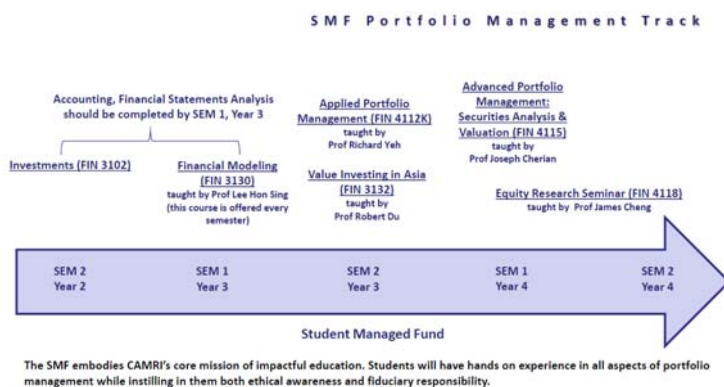 SMF Portfolio Management Track
Accounting, Financial Statements Analysis
should be completed by SEM 1, Year 3
Investments (FIN 3102)
Financial Modeling
(FIN 3130)
taught by Prof Lee Hon Sing
(this course is offered every
semester)
Applied Portfolio
Management (FIN 4112K)
taught by
Prof Richard Yeh
Value Investing in Asia
(FIN 3132)
taught by
Prof Robert Du
Advanced Portfolio
Management:
Securities Analysis &
Valuation (FIN 4115)
taught by
Prof Joseph Cherian
Equity Research Seminar (FIN 4118)
taught by Prof James Cheng
SEM 2
Year 2
SEM 1
Year 3
SEM 2
Year 3
SEM 1
Year 4
SEM 2
Year 4
Student Managed Fund
The SMF embodies CAMRI's core mission of impactful education. Students will have hands on experience in all aspects of portfolio
management while instilling in them both ethical awareness and fiduciary responsibility.